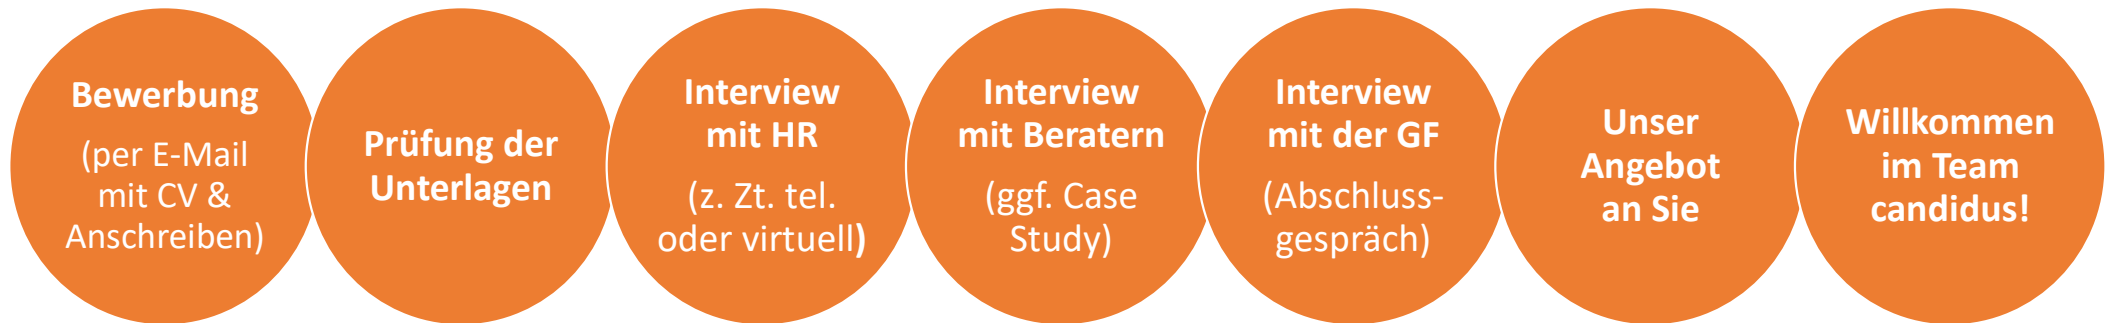 Bewerbung
(per E-Mail
mit CV &
Anschreiben)
Prüfung der
Unterlagen
Interview
mit HR
(z. Zt. tel.
oder virtuell)
Interview
mit Beratern
(ggf. Case
Study)
Interview
mit der GF
(Abschluss-
gespräch)
Unser
Angebot
an Sie
Willkommen
im Team
candidus!